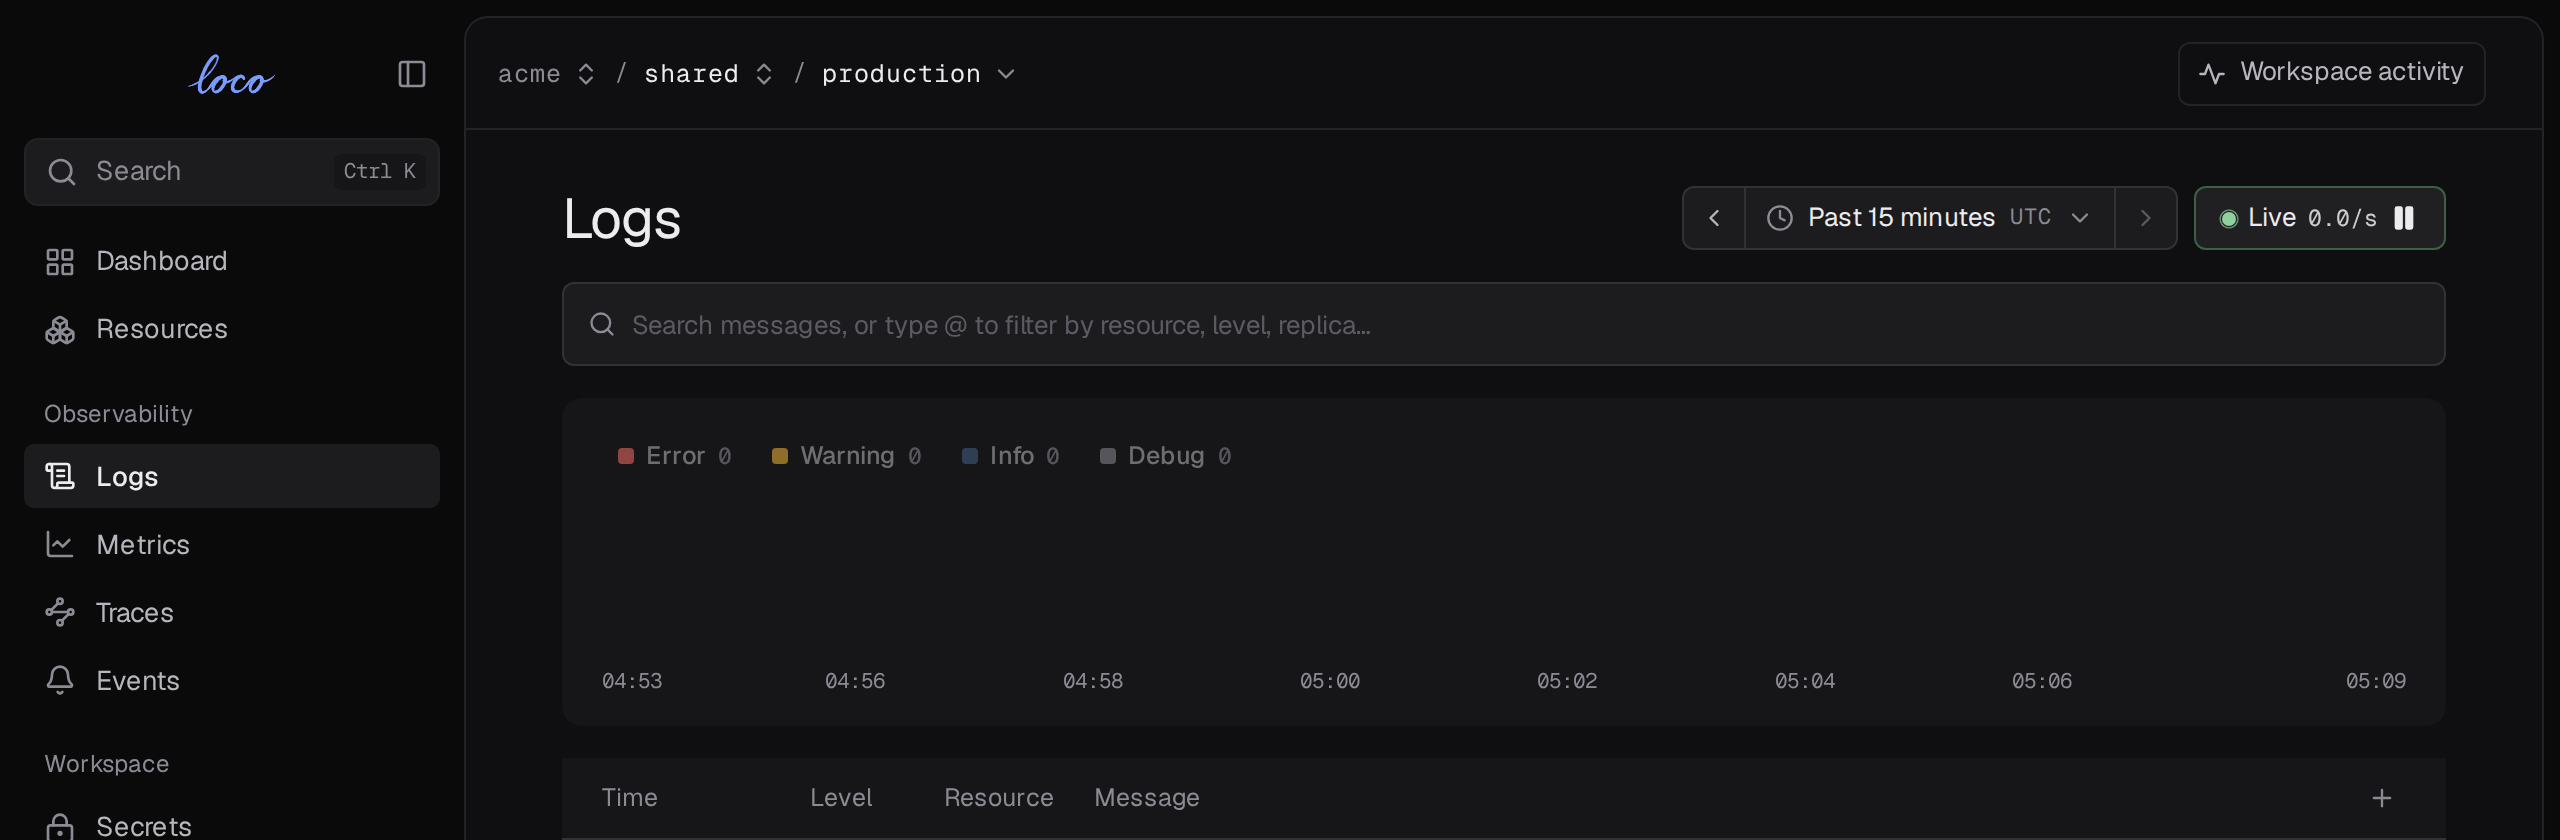 loco
Search Ctrl K
Dashboard
Resources
Observability
Logs
Metrics
Traces
Events
Workspace
Secrets
acme / shared / production
Workspace activity
Logs
Past 15 minutes UTC
Live 0.0/s
Search messages, or type @ to filter by resource, level, replica...
Error 0 Warning 0 Info 0 Debug 0
04:53 04:56 04:58 05:00 05:02 05:04 05:06 05:09
Time Level Resource Message